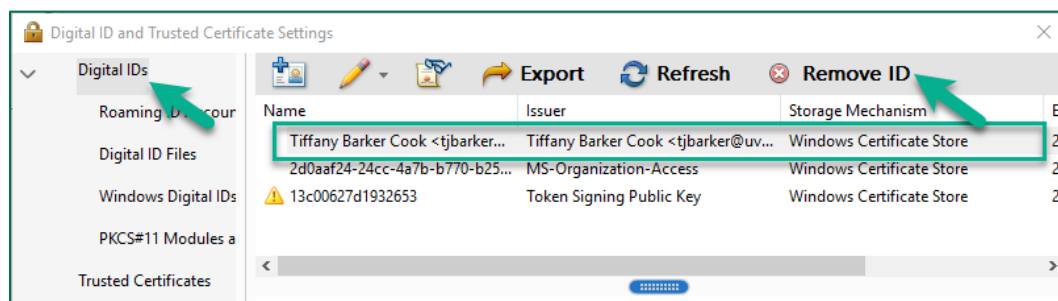 Digital ID and Trusted Certificate Settings
Digital IDs
Export Refresh Remove ID
Roaming ID
Name Issuer Storage Mechanism E
Tiffany Barker Cook <tjbarker... Tiffany Barker Cook <tjbarker@uv... Windows Certificate Store 2
Digital ID Files
2d0aaf24-24cc-4a7b-b770-b25... MS-Organization-Access Windows Certificate Store 2
Windows Digital IDs
13c00627d1932653 Token Signing Public Key Windows Certificate Store 2
PKCS#11 Modules a
Trusted Certificates